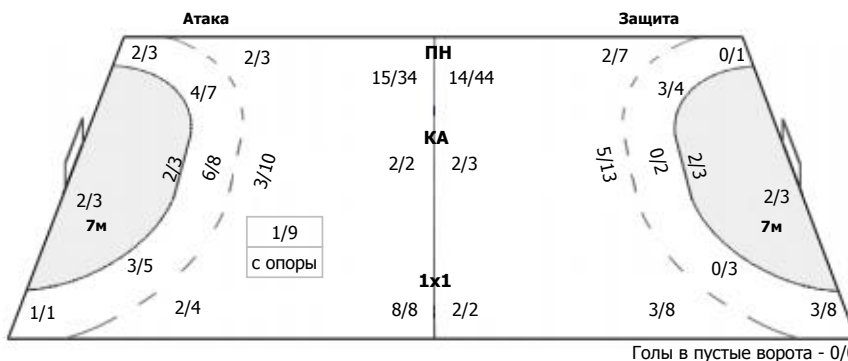 Атака Защита
2/3 2/3 ПН 2/7 0/1
4/7 15/34 14/44 3/4
КА
2/3 6/8 3/10 2/2 2/3 5/13 0/2 2/3
2/3 2/3
7м 7м
1/9
с опоры
3/5 0/3
1x1
1/1 2/4 8/8 2/2 3/8 3/8
Голы в пустые ворота - 0/